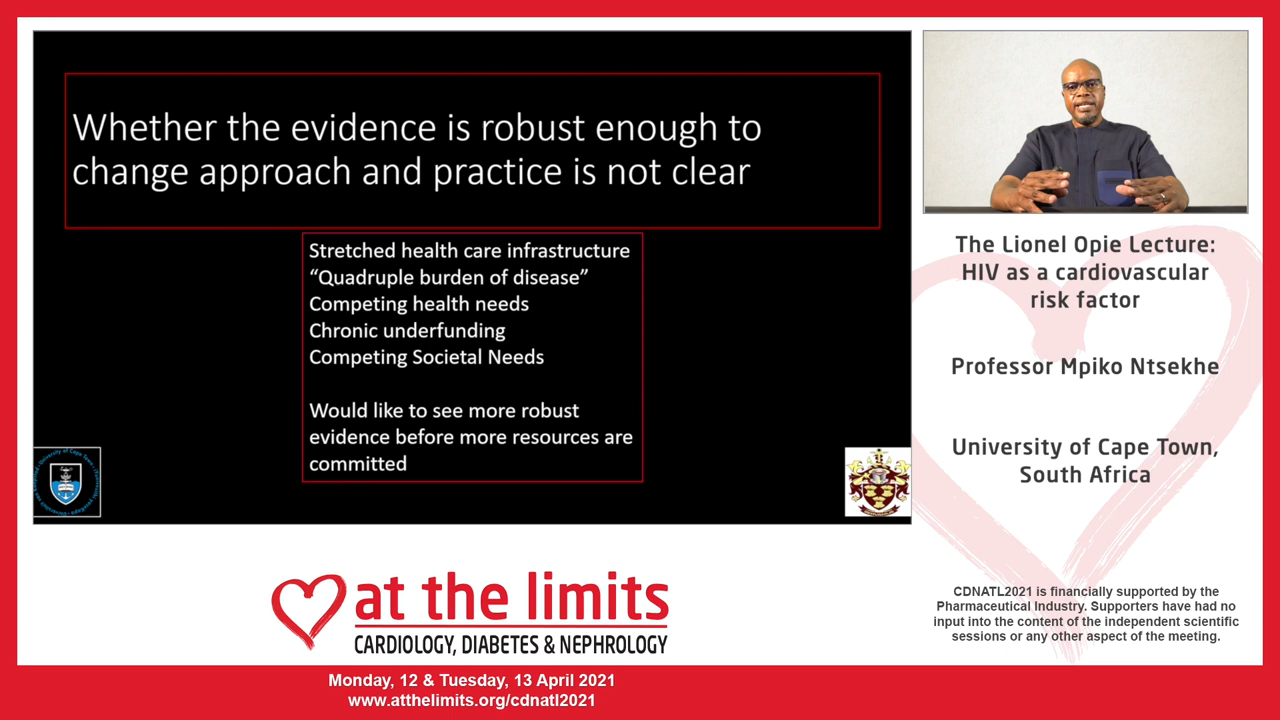 Whether the evidence is robust enough to
change approach and practice is not clear
Stretched health care infrastructure
“Quadruple burden of disease”
Competing health needs
Chronic underfunding
Competing Societal Needs
Would like to see more robust
evidence before more resources are
committed
The Lionel Opie Lecture:
HIV as a cardiovascular
risk factor
Professor Mpiko Ntsekhe
University of Cape Town,
South Africa
CDNATL2021 is financially supported by the
Pharmaceutical Industry. Supporters have had no
input into the content of the independent scientific
sessions or any other aspect of the meeting.
at the limits
CARDIOLOGY, DIABETES & NEPHROLOGY
Monday, 12 & Tuesday, 13 April 2021
www.atthelimits.org/cdnatl2021